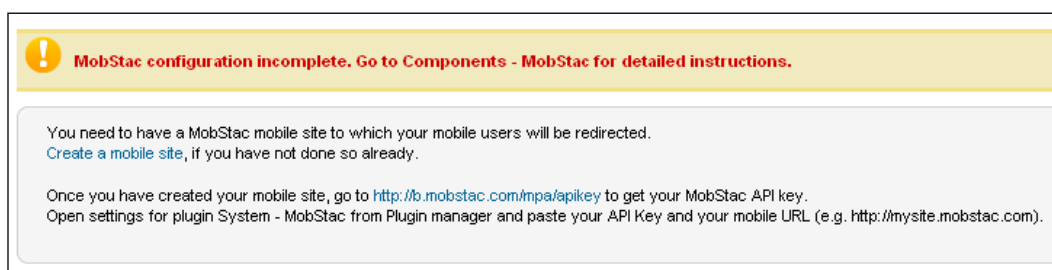 MobStac configuration incomplete. Go to Components - MobStac for detailed instructions.
You need to have a MobStac mobile site to which your mobile users will be redirected.
Create a mobile site, if you have not done so already.
Once you have created your mobile site, go to http://b.mobstac.com/mpa/apikey to get your MobStac API key.
Open settings for plugin System - MobStac from Plugin manager and paste your API Key and your mobile URL (e.g. http://mysite.mobstac.com).